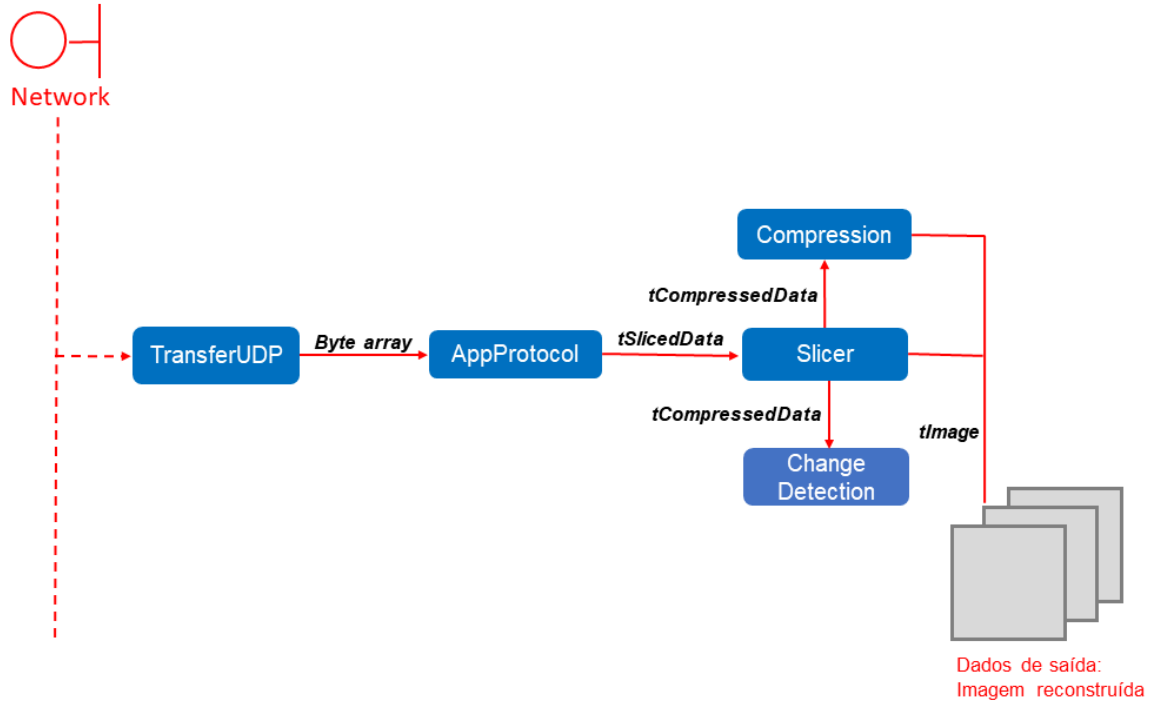 Network
Compression
tCompressedData
TransferUDP
Byte array
AppProtocol
tSlicedData
Slicer
tCompressedData
tImage
Change
Detection
Dados de saída:
Imagem reconstruída